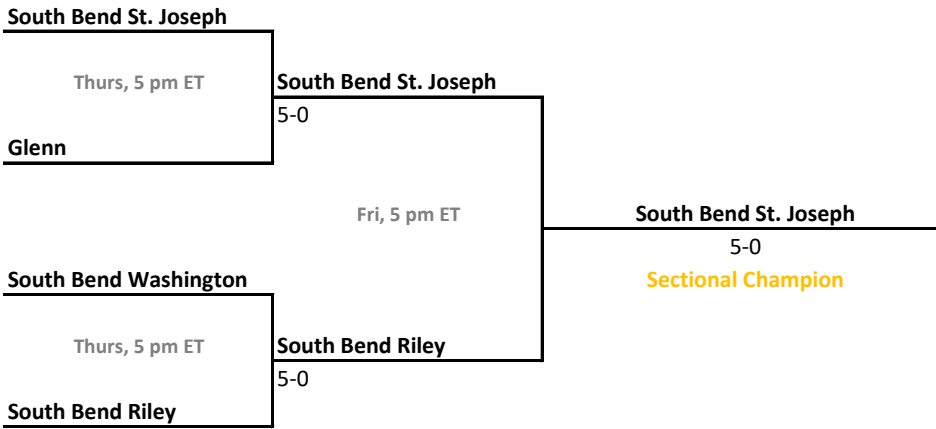 South Bend St. Joseph
Thurs, 5 pm ET
South Bend St. Joseph
5-0
Glenn
Fri, 5 pm ET
South Bend St. Joseph
5-0
Sectional Champion
South Bend Washington
Thurs, 5 pm ET
South Bend Riley
5-0
South Bend Riley